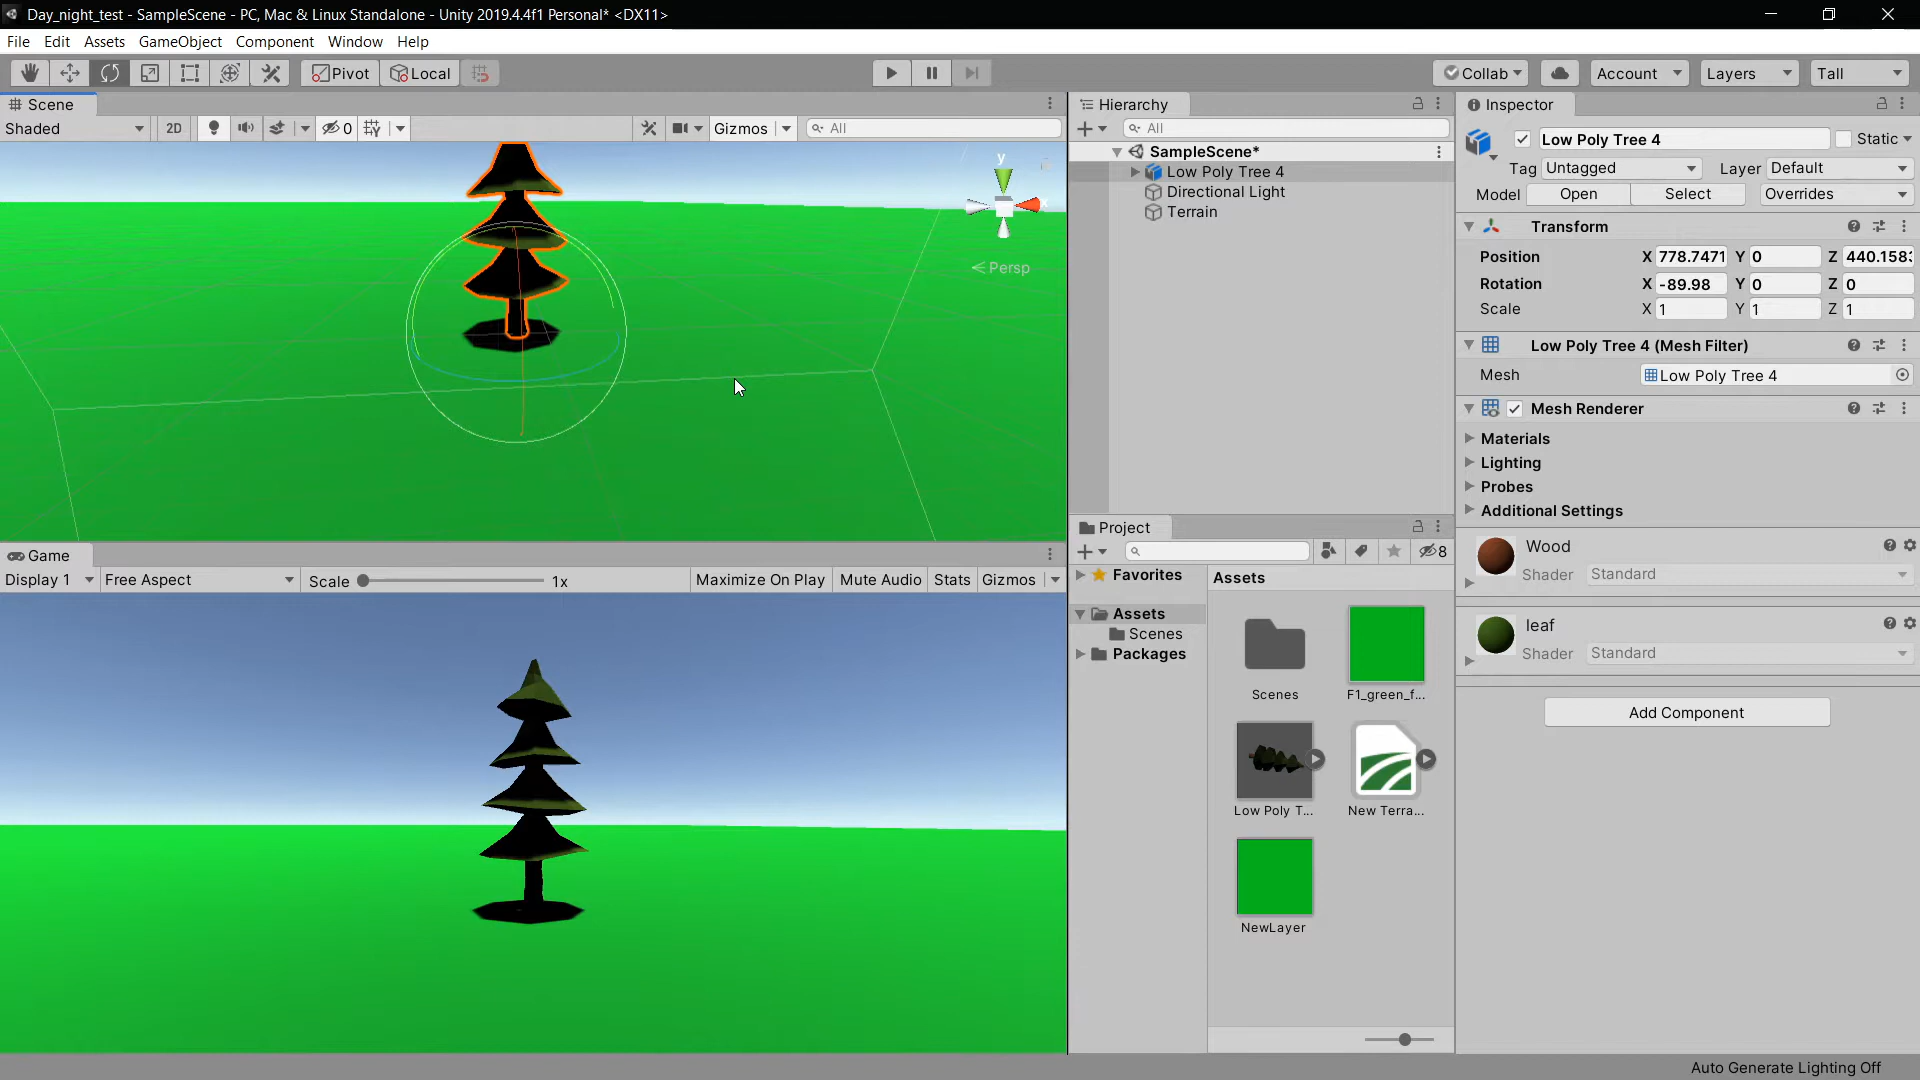 Day_night_test - SampleScene - PC, Mac & Linux Standalone - Unity 2019.4.4f1 Personal* <DX11>
File Edit Assets GameObject Component Window Help
Pivot Local Collab Account Layers Tall
Scene
Shaded 2D 0 Gizmos All
y
x
Persp
Game
Display 1 Free Aspect Scale 1x Maximize On Play Mute Audio Stats Gizmos
Hierarchy
All
SampleScene*
Low Poly Tree 4
Directional Light
Terrain
Project
8
Favorites
Assets
Scenes
Packages
Assets
Scenes
F1_green_f...
Low Poly T...
New Terra...
NewLayer
Inspector
Low Poly Tree 4 Static
Tag Untagged Layer Default
Model Open Select Overrides
Transform
Position X 778.7471 Y 0 Z 440.158
Rotation X -89.98 Y 0 Z 0
Scale X 1 Y 1 Z 1
Low Poly Tree 4 (Mesh Filter)
Mesh Low Poly Tree 4
Mesh Renderer
Materials
Lighting
Probes
Additional Settings
Wood
Shader Standard
leaf
Shader Standard
Add Component
Auto Generate Lighting Off